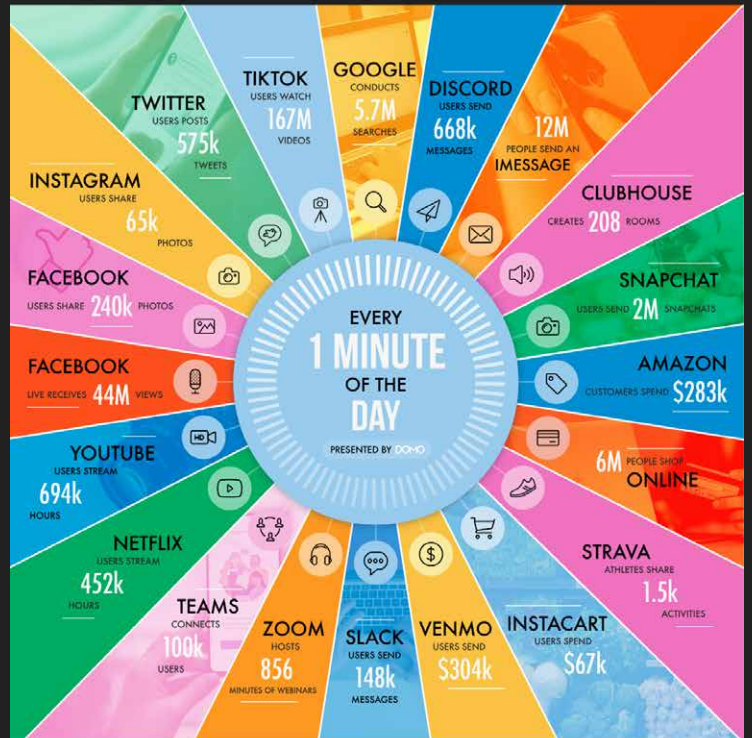 EVERY
1 MINUTE
OF THE
DAY
PRESENTED BY DOMO
GOOGLE
CONDUCTS
5.7M
SEARCHES
DISCORD
USERS SEND
668k
MESSAGES
12M
PEOPLE SEND AN
IMESSAGE
CLUBHOUSE
CREATES 208 ROOMS
SNAPCHAT
USERS SEND 2M SNAPCHATS
AMAZON
CUSTOMERS SPEND $283k
6M PEOPLE SHOP
ONLINE
STRAVA
ATHLETES SHARE
1.5k
ACTIVITIES
INSTACART
USERS SPEND
$67k
VENMO
USERS SEND
$304k
SLACK
USERS SEND
148k
MESSAGES
ZOOM
HOSTS
856
MINUTES OF WEBINARS
TEAMS
CONNECTS
100k
USERS
NETFLIX
USERS STREAM
452k
HOURS
YOUTUBE
USERS STREAM
694k
HOURS
FACEBOOK
LIVE RECEIVES 44M VIEWS
FACEBOOK
USERS SHARE 240k PHOTOS
INSTAGRAM
USERS SHARE
65k
PHOTOS
TWITTER
USERS POSTS
575k
TWEETS
TIKTOK
USERS WATCH
167M
VIDEOS
HD